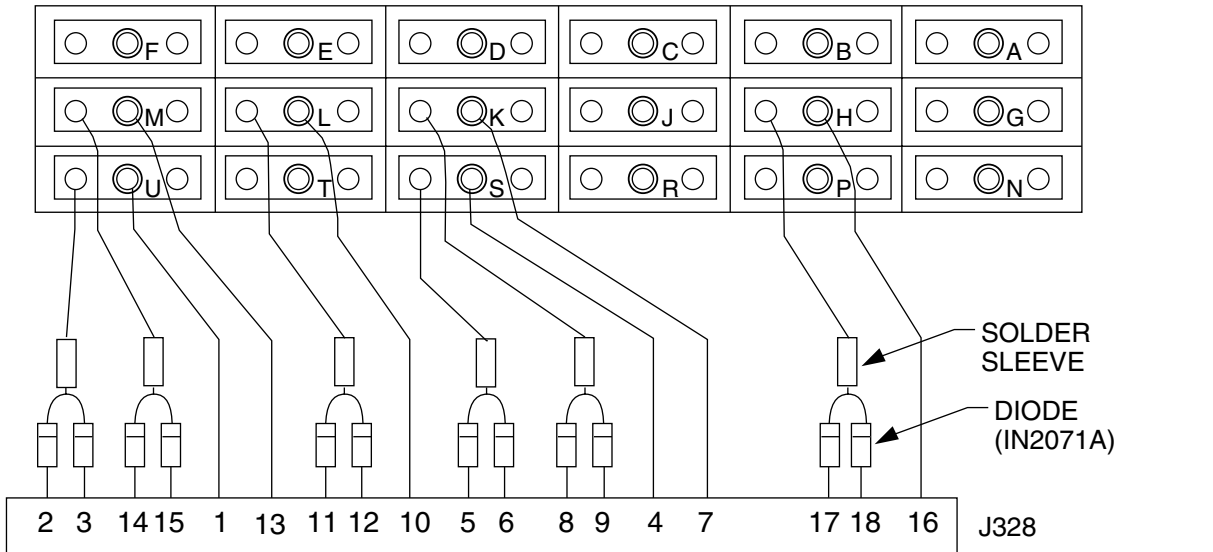 F E D C B A
M L K J H G
U T S R P N
SOLDER
SLEEVE
DIODE
(IN2071A)
2 3 14 15 1 13 11 12 10 5 6 8 9 4 7 17 18 16 J328